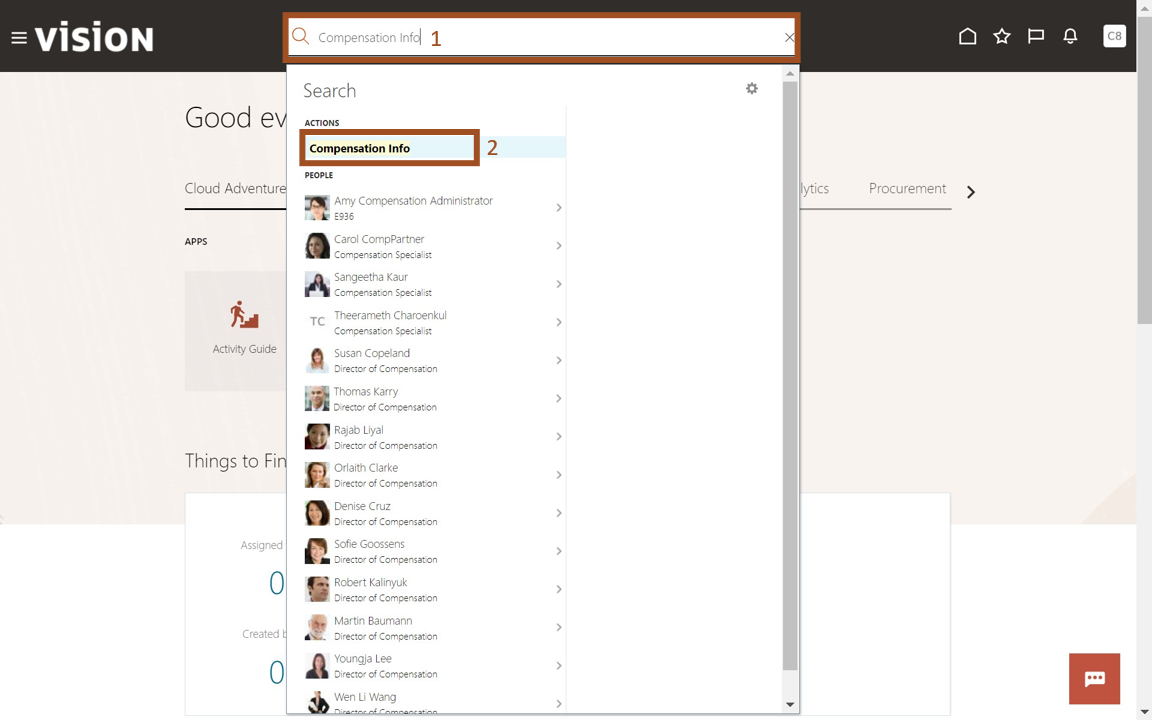 VISION
Compensation Info 1
C8
Good ev
Search
ACTIONS
Compensation Info 2
PEOPLE
Cloud Adventure
lytics
Procurement
APPS
Activity Guide
Amy Compensation Administrator
E936
Carol CompPartner
Compensation Specialist
Sangeetha Kaur
Compensation Specialist
TC
Theerameth Charoenkul
Compensation Specialist
Susan Copeland
Director of Compensation
Thomas Karry
Director of Compensation
Rajab Liyal
Director of Compensation
Orlaith Clarke
Director of Compensation
Denise Cruz
Director of Compensation
Sofie Goossens
Director of Compensation
Robert Kalinyuk
Director of Compensation
Martin Baumann
Director of Compensation
Youngja Lee
Director of Compensation
Wen Li Wang
Director of Compensation
Things to Fin
Assigned
0
Created b
0